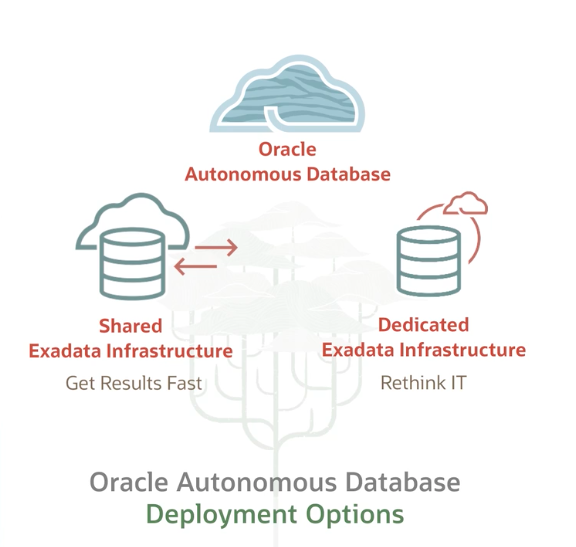 Oracle
Autonomous Database
Shared
Exadata Infrastructure
Get Results Fast
Dedicated
Exadata Infrastructure
Rethink IT
Oracle Autonomous Database
Deployment Options